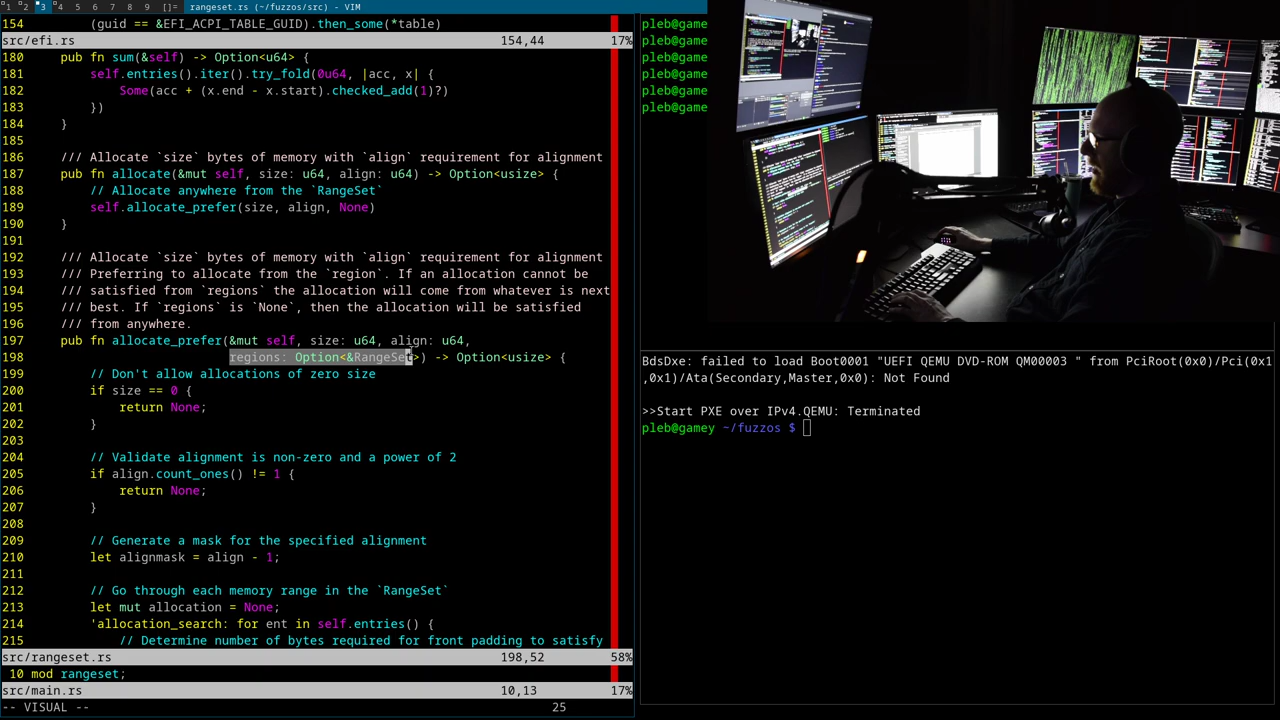 1 2 3 4 5 6 7 8 9 []= rangeset.rs (~/fuzzos/src) - VIM
154         (guid == &EFI_ACPI_TABLE_GUID).then_some(*table)
src/efi.rs 154,44 17%
180     pub fn sum(&self) -> Option<u64> {
181         self.entries().iter().try_fold(0u64, |acc, x| {
182             Some(acc + (x.end - x.start).checked_add(1)?)
183         })
184     }
185
186     /// Allocate `size` bytes of memory with `align` requirement for alignment
187     pub fn allocate(&mut self, size: u64, align: u64) -> Option<usize> {
188         // Allocate anywhere from the `RangeSet`
189         self.allocate_prefer(size, align, None)
190     }
191
192     /// Allocate `size` bytes of memory with `align` requirement for alignment
193     /// Preferring to allocate from the `region`. If an allocation cannot be
194     /// satisfied from `regions` the allocation will come from whatever is next
195     /// best. If `regions` is `None`, then the allocation will be satisfied
196     /// from anywhere.
197     pub fn allocate_prefer(&mut self, size: u64, align: u64,
198                            regions: Option<&RangeSet>) -> Option<usize> {
199         // Don't allow allocations of zero size
200         if size == 0 {
201             return None;
202         }
203
204         // Validate alignment is non-zero and a power of 2
205         if align.count_ones() != 1 {
206             return None;
207         }
208
209         // Generate a mask for the specified alignment
210         let alignmask = align - 1;
211
212         // Go through each memory range in the `RangeSet`
213         let mut allocation = None;
214         'allocation_search: for ent in self.entries() {
215             // Determine number of bytes required for front padding to satisfy
src/rangeset.rs 198,52 58%
10 mod rangeset;
src/main.rs 10,13 17%
-- VISUAL -- 25
pleb@game
pleb@game
pleb@game
pleb@game
pleb@game
pleb@game
BdsDxe: failed to load Boot0001 "UEFI QEMU DVD-ROM QM00003 " from PciRoot(0x0)/Pci(0x1
,0x1)/Ata(Secondary,Master,0x0): Not Found
>>Start PXE over IPv4.QEMU: Terminated
pleb@gamey ~/fuzzos $